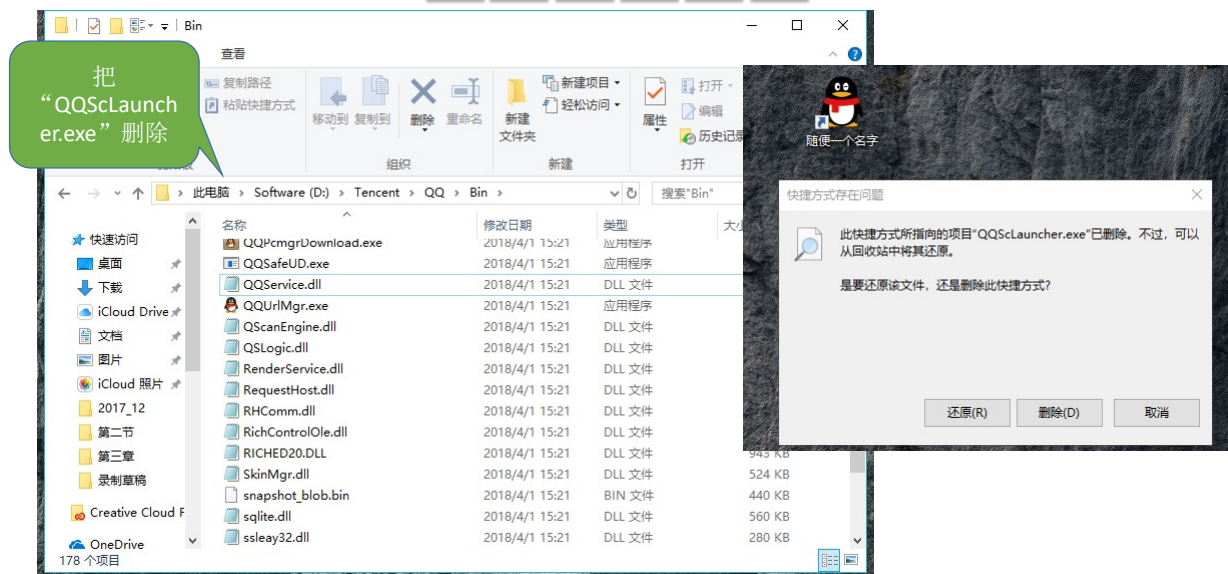 Bin
查看
把
“QQScLaunch
er.exe”删除
复制路径
粘贴快捷方式
移动到
复制到
删除
重命名
新建
文件夹
新建项目
轻松访问
属性
打开
编辑
历史记录
组织
新建
打开
此电脑 › Software (D:) › Tencent › QQ › Bin ›
搜索"Bin"
名称 修改日期 类型
快速访问
桌面
下载
iCloud Drive
文档
图片
iCloud 照片
2017_12
第二节
第三章
录制草稿
Creative Cloud F
OneDrive
QQPcmgrDownload.exe 2018/4/1 15:21 应用程序
QQSafeUD.exe 2018/4/1 15:21 应用程序
QQService.dll 2018/4/1 15:21 DLL 文件
QQUrlMgr.exe 2018/4/1 15:21 应用程序
QScanEngine.dll 2018/4/1 15:21 DLL 文件
QSLogic.dll 2018/4/1 15:21 DLL 文件
RenderService.dll 2018/4/1 15:21 DLL 文件
RequestHost.dll 2018/4/1 15:21 DLL 文件
RHComm.dll 2018/4/1 15:21 DLL 文件
RichControlOle.dll 2018/4/1 15:21 DLL 文件
RICHED20.DLL 2018/4/1 15:21 DLL 文件 943 KB
SkinMgr.dll 2018/4/1 15:21 DLL 文件 524 KB
snapshot_blob.bin 2018/4/1 15:21 BIN 文件 440 KB
sqlite.dll 2018/4/1 15:21 DLL 文件 560 KB
ssleay32.dll 2018/4/1 15:21 DLL 文件 280 KB
178 个项目
随便一个名字
快捷方式存在问题
此快捷方式所指向的项目"QQScLauncher.exe"已删除。不过，可以
从回收站中将其还原。
是要还原该文件，还是删除此快捷方式?
还原(R)
删除(D)
取消